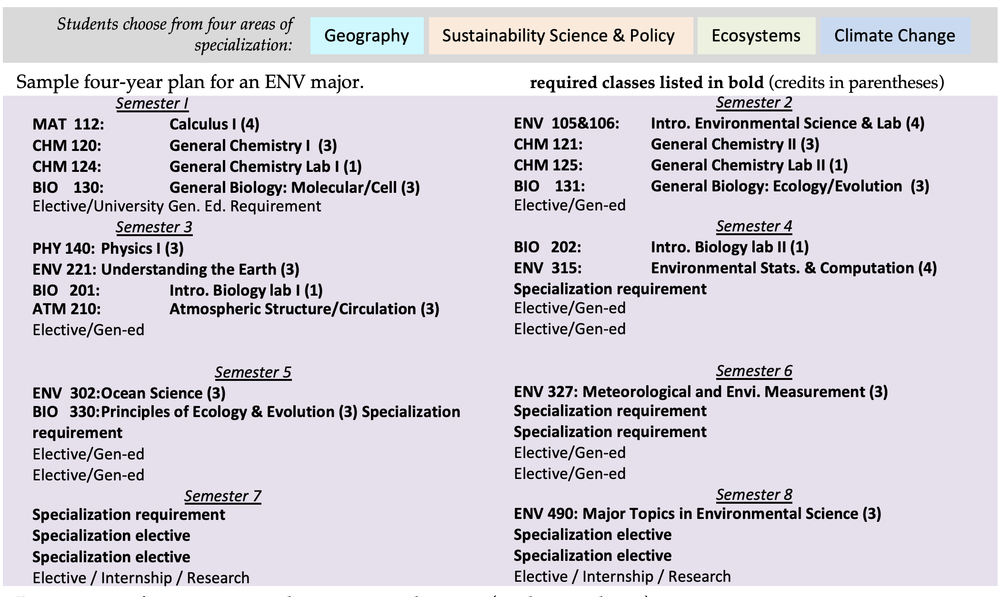 Students choose from four areas of
specialization:
Geography
Sustainability Science & Policy
Ecosystems
Climate Change
Sample four-year plan for an ENV major.
required classes listed in bold (credits in parentheses)
Semester I
MAT 112: Calculus I (4)
CHM 120: General Chemistry I (3)
CHM 124: General Chemistry Lab I (1)
BIO 130: General Biology: Molecular/Cell (3)
Elective/University Gen. Ed. Requirement
Semester 2
ENV 105&106: Intro. Environmental Science & Lab (4)
CHM 121: General Chemistry II (3)
CHM 125: General Chemistry Lab II (1)
BIO 131: General Biology: Ecology/Evolution (3)
Elective/Gen-ed
Semester 3
PHY 140: Physics I (3)
ENV 221: Understanding the Earth (3)
BIO 201: Intro. Biology lab I (1)
ATM 210: Atmospheric Structure/Circulation (3)
Elective/Gen-ed
Semester 4
BIO 202: Intro. Biology lab II (1)
ENV 315: Environmental Stats. & Computation (4)
Specialization requirement
Elective/Gen-ed
Elective/Gen-ed
Semester 5
ENV 302:Ocean Science (3)
BIO 330:Principles of Ecology & Evolution (3) Specialization
requirement
Elective/Gen-ed
Elective/Gen-ed
Semester 6
ENV 327: Meteorological and Envi. Measurement (3)
Specialization requirement
Specialization requirement
Elective/Gen-ed
Elective/Gen-ed
Semester 7
Specialization requirement
Specialization elective
Specialization elective
Elective / Internship / Research
Semester 8
ENV 490: Major Topics in Environmental Science (3)
Specialization elective
Specialization elective
Elective / Internship / Research